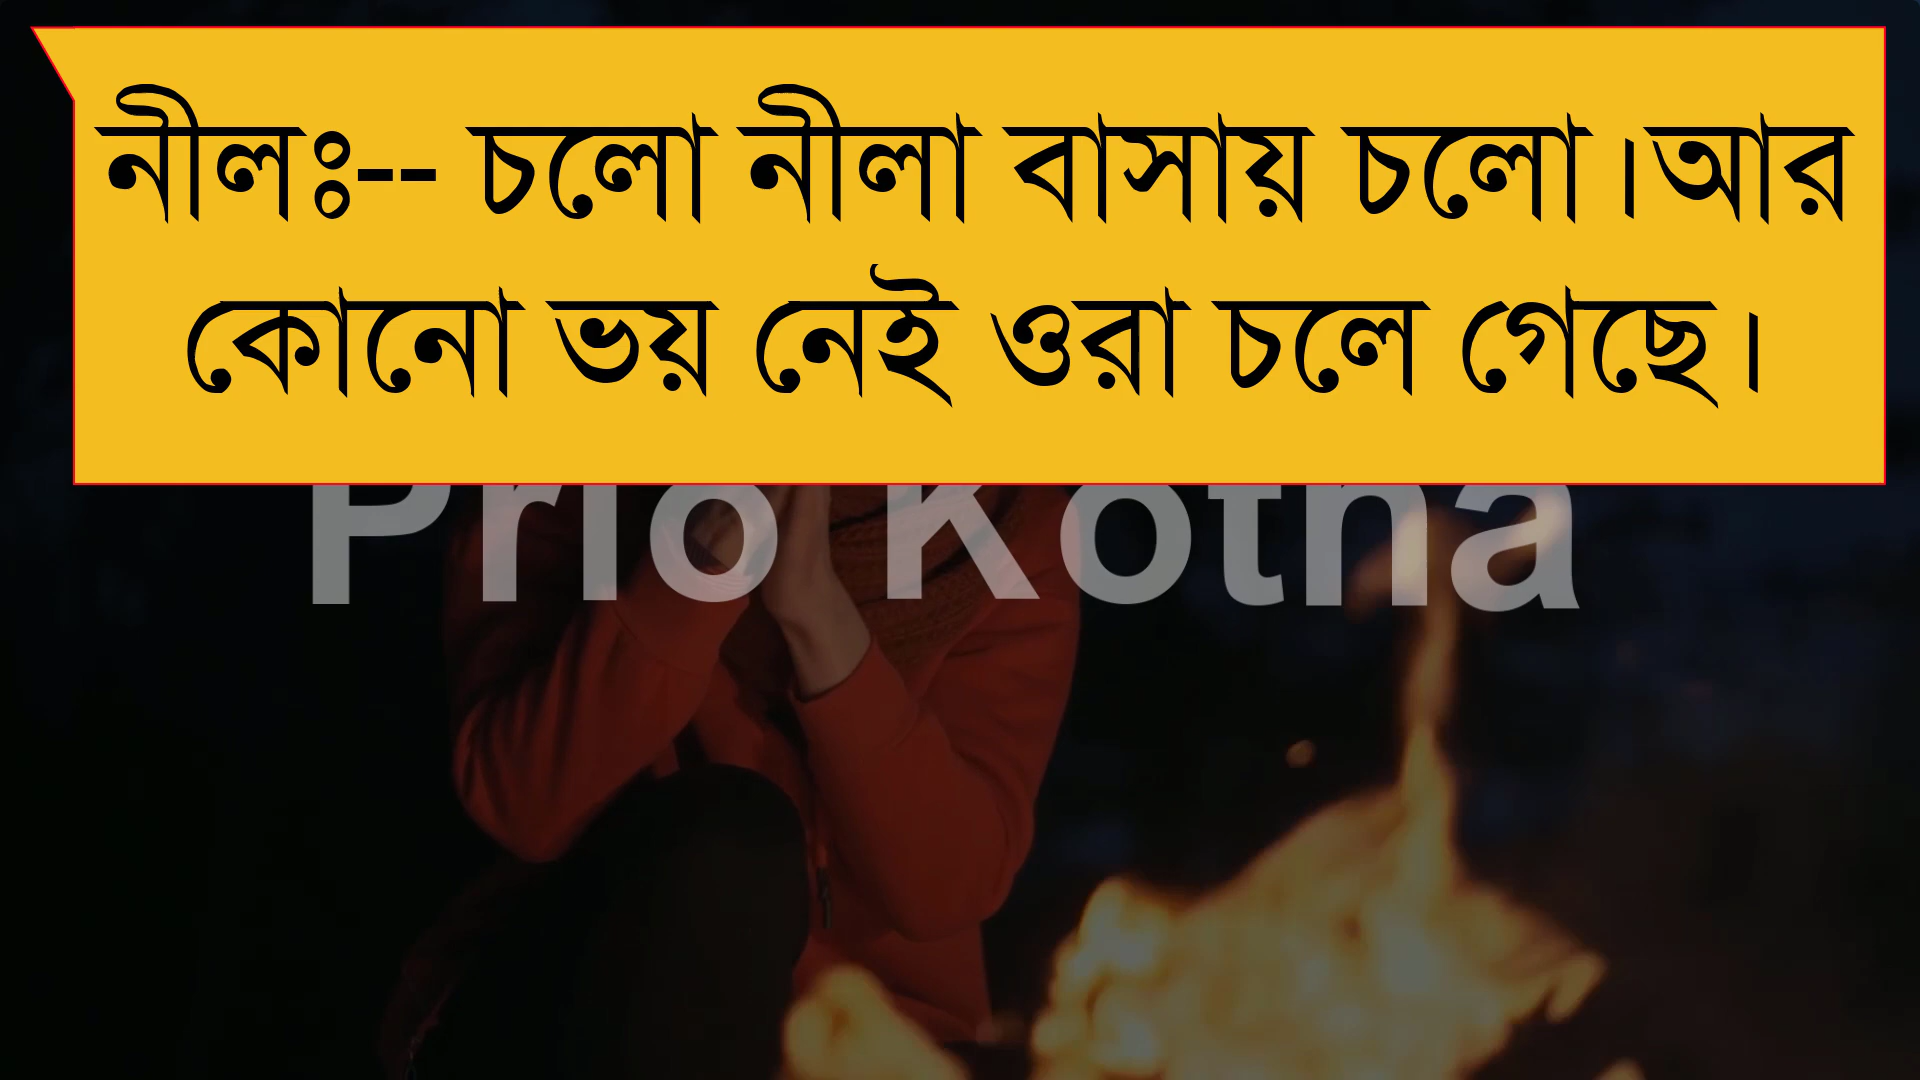 নীলঃ-- চলো নীলা বাসায় চলো।আর
কোনো ভয় নেই ওরা চলে গেছে।
Prio Kotha